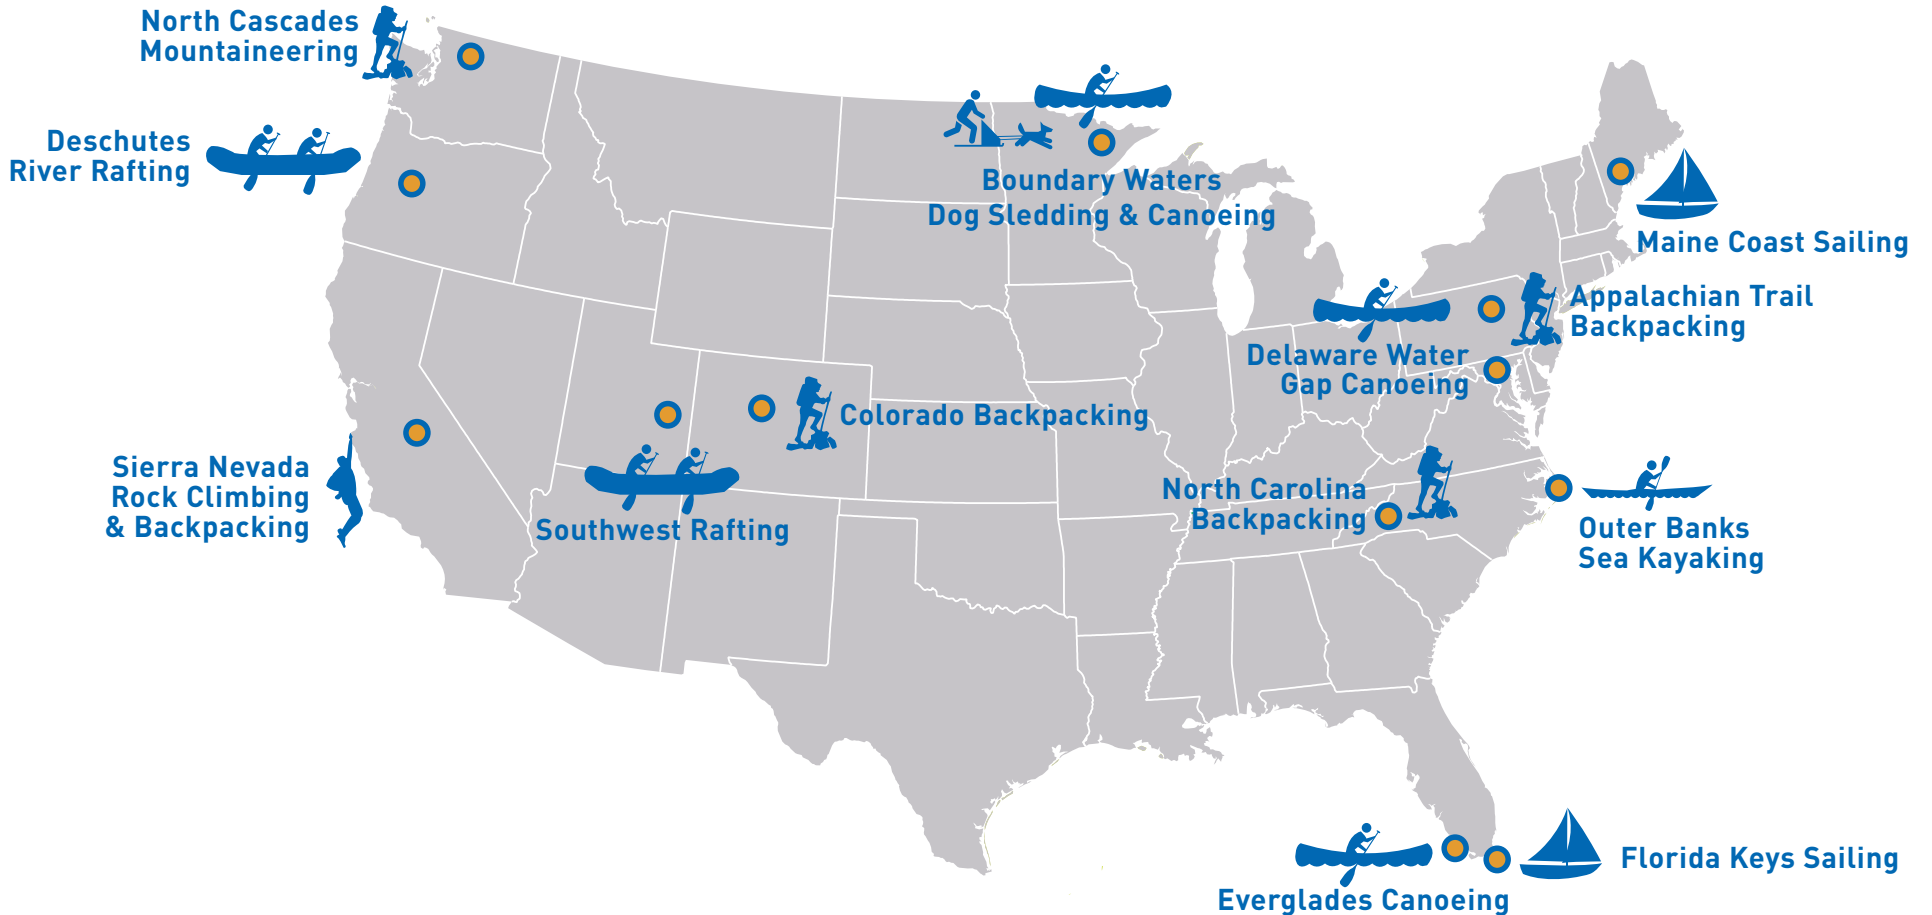 North Cascades
Mountaineering
Deschutes
River Rafting
Boundary Waters
Dog Sledding & Canoeing
Maine Coast Sailing
Appalachian Trail
Backpacking
Delaware Water
Gap Canoeing
Colorado Backpacking
Sierra Nevada
Rock Climbing
& Backpacking
Southwest Rafting
North Carolina
Backpacking
Outer Banks
Sea Kayaking
Florida Keys Sailing
Everglades Canoeing